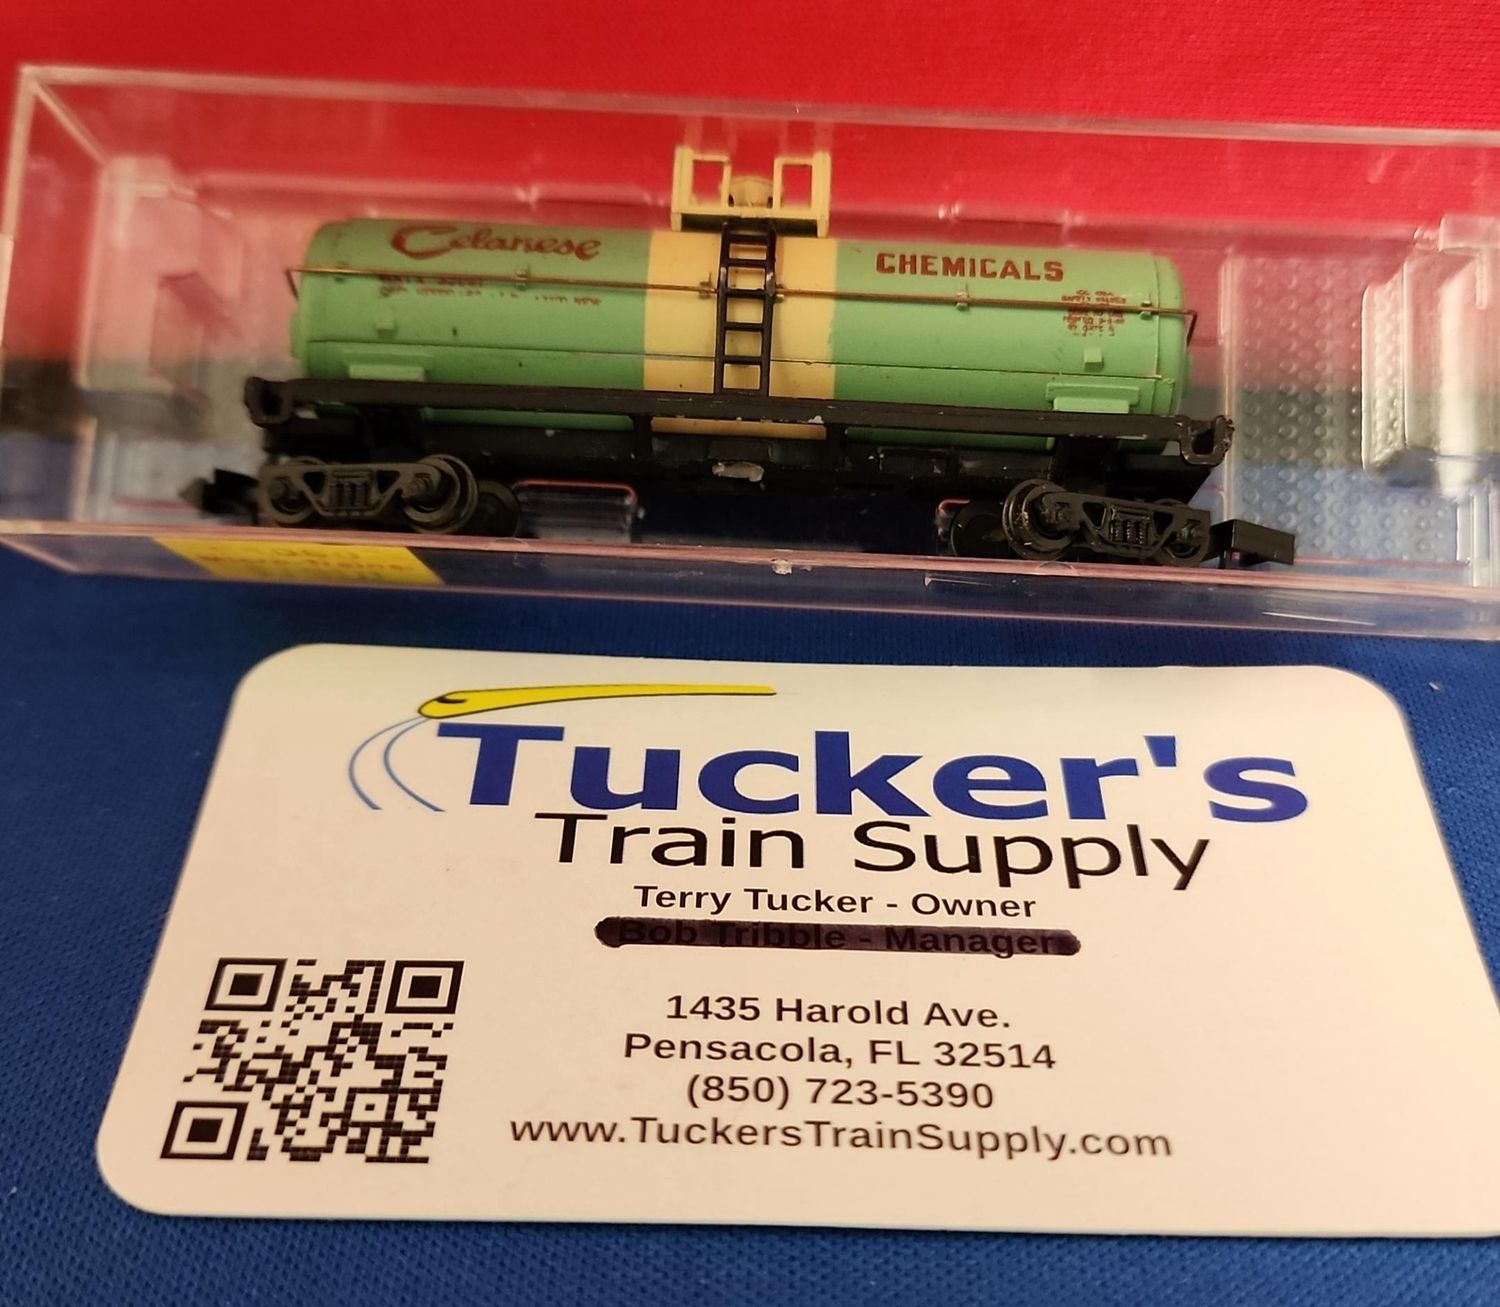 Celanese
CHEMICALS
Tucker's
Train Supply
Terry Tucker - Owner
Bob Tribble - Manager
1435 Harold Ave.
Pensacola, FL 32514
(850) 723-5390
www.TuckersTrainSupply.com